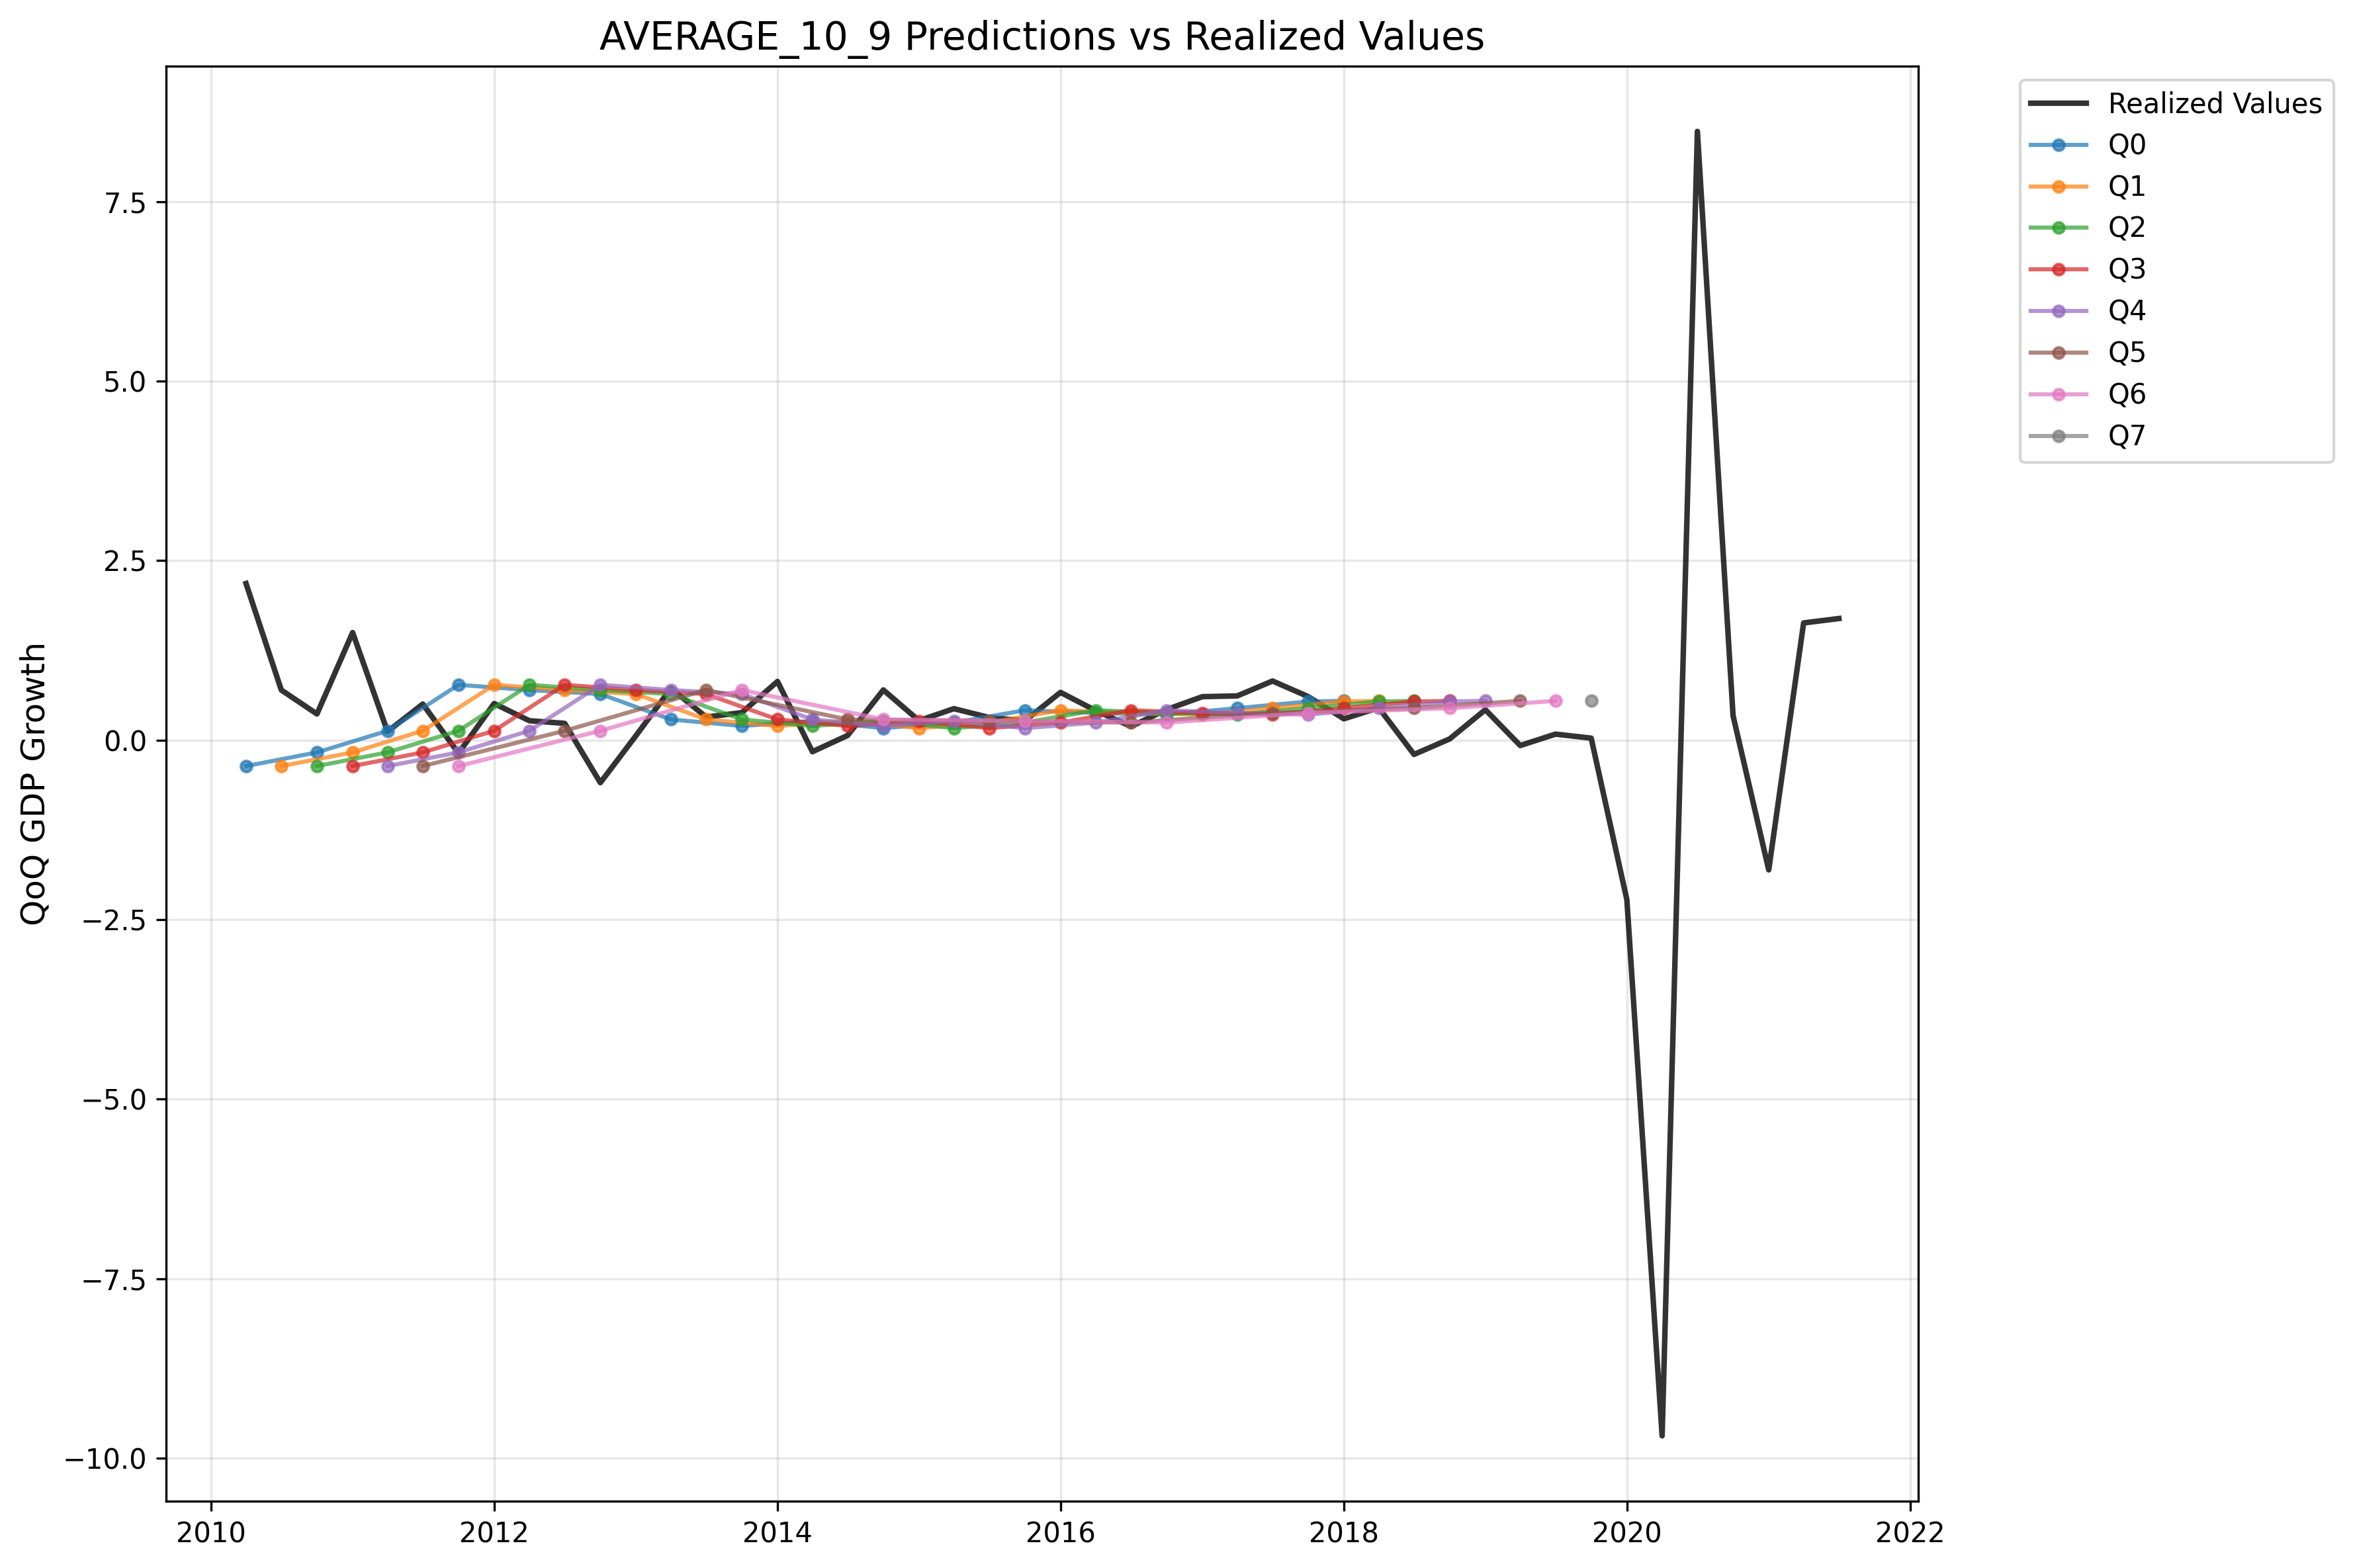 AVERAGE_10_9 Predictions vs Realized Values
Realized Values
Q0
Q1
Q2
Q3
Q4
Q5
Q6
Q7
QoQ GDP Growth
7.5
5.0
2.5
0.0
−2.5
−5.0
−7.5
−10.0
2010 2012 2014 2016 2018 2020 2022